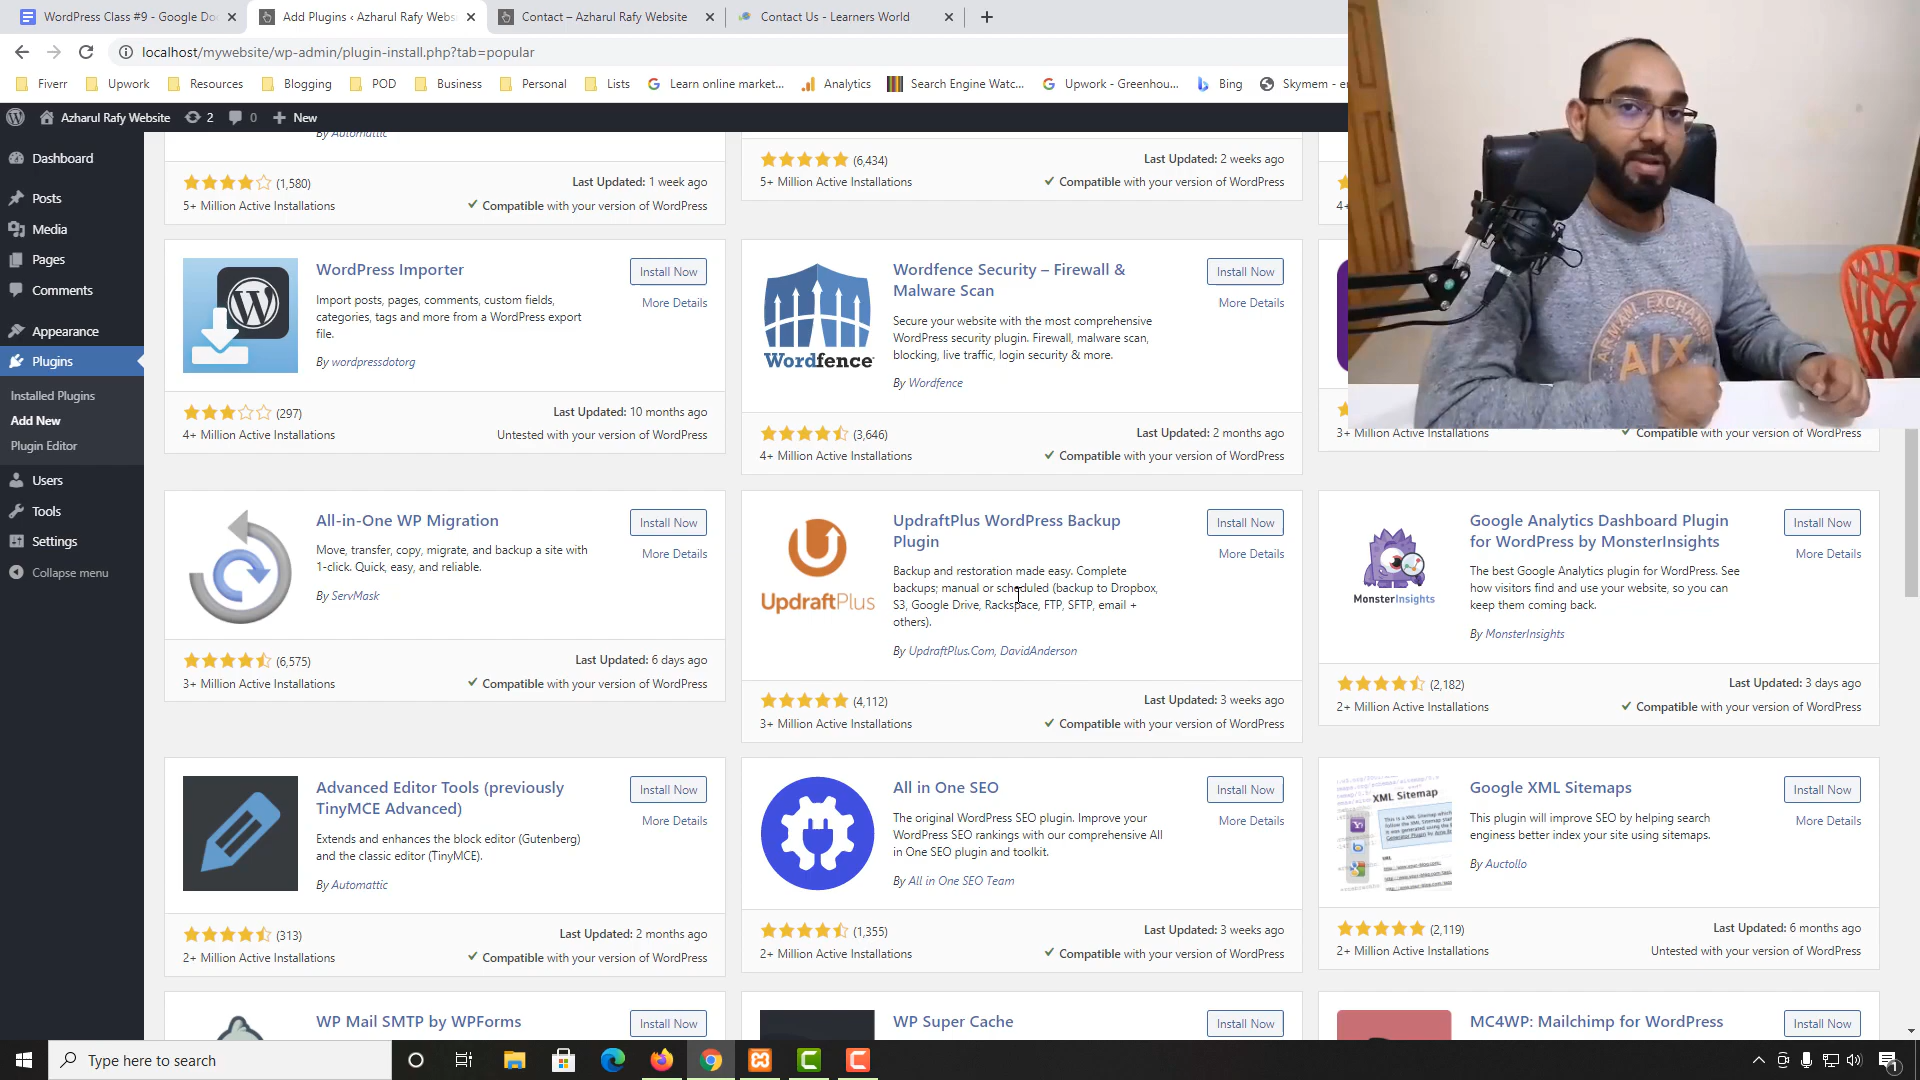 WordPress Class #9 - Google Do
Add Plugins ‹ Azharul Rafy Webs
Contact – Azharul Rafy Website
Contact Us - Learners World
localhost/mywebsite/wp-admin/plugin-install.php?tab=popular
Fiverr
Upwork
Resources
Blogging
POD
Business
Personal
Lists
Learn online market...
Analytics
Search Engine Watc...
Upwork - Greenhou...
Bing
Skymem - e
Azharul Rafy Website
2
0
New
Dashboard
Posts
Media
Pages
Comments
Appearance
Plugins
Installed Plugins
Add New
Plugin Editor
Users
Tools
Settings
Collapse menu
By Automattic
(1,580)
Last Updated: 1 week ago
5+ Million Active Installations
Compatible with your version of WordPress
(6,434)
Last Updated: 2 weeks ago
5+ Million Active Installations
Compatible with your version of WordPress
4+
WordPress Importer
Install Now
More Details
Import posts, pages, comments, custom fields,
categories, tags and more from a WordPress export
file.
By wordpressdotorg
(297)
Last Updated: 10 months ago
4+ Million Active Installations
Untested with your version of WordPress
Wordfence
Wordfence Security – Firewall &
Malware Scan
Install Now
More Details
Secure your website with the most comprehensive
WordPress security plugin. Firewall, malware scan,
blocking, live traffic, login security & more.
By Wordfence
(3,646)
Last Updated: 2 months ago
4+ Million Active Installations
Compatible with your version of WordPress
ARMANI EXCHANGE
A|X
3+ Million Active Installations
Compatible with your version of WordPress
All-in-One WP Migration
Install Now
More Details
Move, transfer, copy, migrate, and backup a site with
1-click. Quick, easy, and reliable.
By ServMask
(6,575)
Last Updated: 6 days ago
3+ Million Active Installations
Compatible with your version of WordPress
UpdraftPlus
UpdraftPlus WordPress Backup
Plugin
Install Now
More Details
Backup and restoration made easy. Complete
backups; manual or scheduled (backup to Dropbox,
S3, Google Drive, Rackspace, FTP, SFTP, email +
others).
By UpdraftPlus.Com, DavidAnderson
(4,112)
Last Updated: 3 weeks ago
3+ Million Active Installations
Compatible with your version of WordPress
MonsterInsights
Google Analytics Dashboard Plugin
for WordPress by MonsterInsights
Install Now
More Details
The best Google Analytics plugin for WordPress. See
how visitors find and use your website, so you can
keep them coming back.
By MonsterInsights
(2,182)
Last Updated: 3 days ago
2+ Million Active Installations
Compatible with your version of WordPress
Advanced Editor Tools (previously
TinyMCE Advanced)
Install Now
More Details
Extends and enhances the block editor (Gutenberg)
and the classic editor (TinyMCE).
By Automattic
(313)
Last Updated: 2 months ago
2+ Million Active Installations
Compatible with your version of WordPress
All in One SEO
Install Now
More Details
The original WordPress SEO plugin. Improve your
WordPress SEO rankings with our comprehensive All
in One SEO plugin and toolkit.
By All in One SEO Team
(1,355)
Last Updated: 3 weeks ago
2+ Million Active Installations
Compatible with your version of WordPress
XML Sitemap
Google XML Sitemaps
Install Now
More Details
This plugin will improve SEO by helping search
engines better index your site using sitemaps.
By Auctollo
(2,119)
Last Updated: 6 months ago
2+ Million Active Installations
Untested with your version of WordPress
WP Mail SMTP by WPForms
Install Now
WP Super Cache
Install Now
MC4WP: Mailchimp for WordPress
Install Now
Type here to search
1